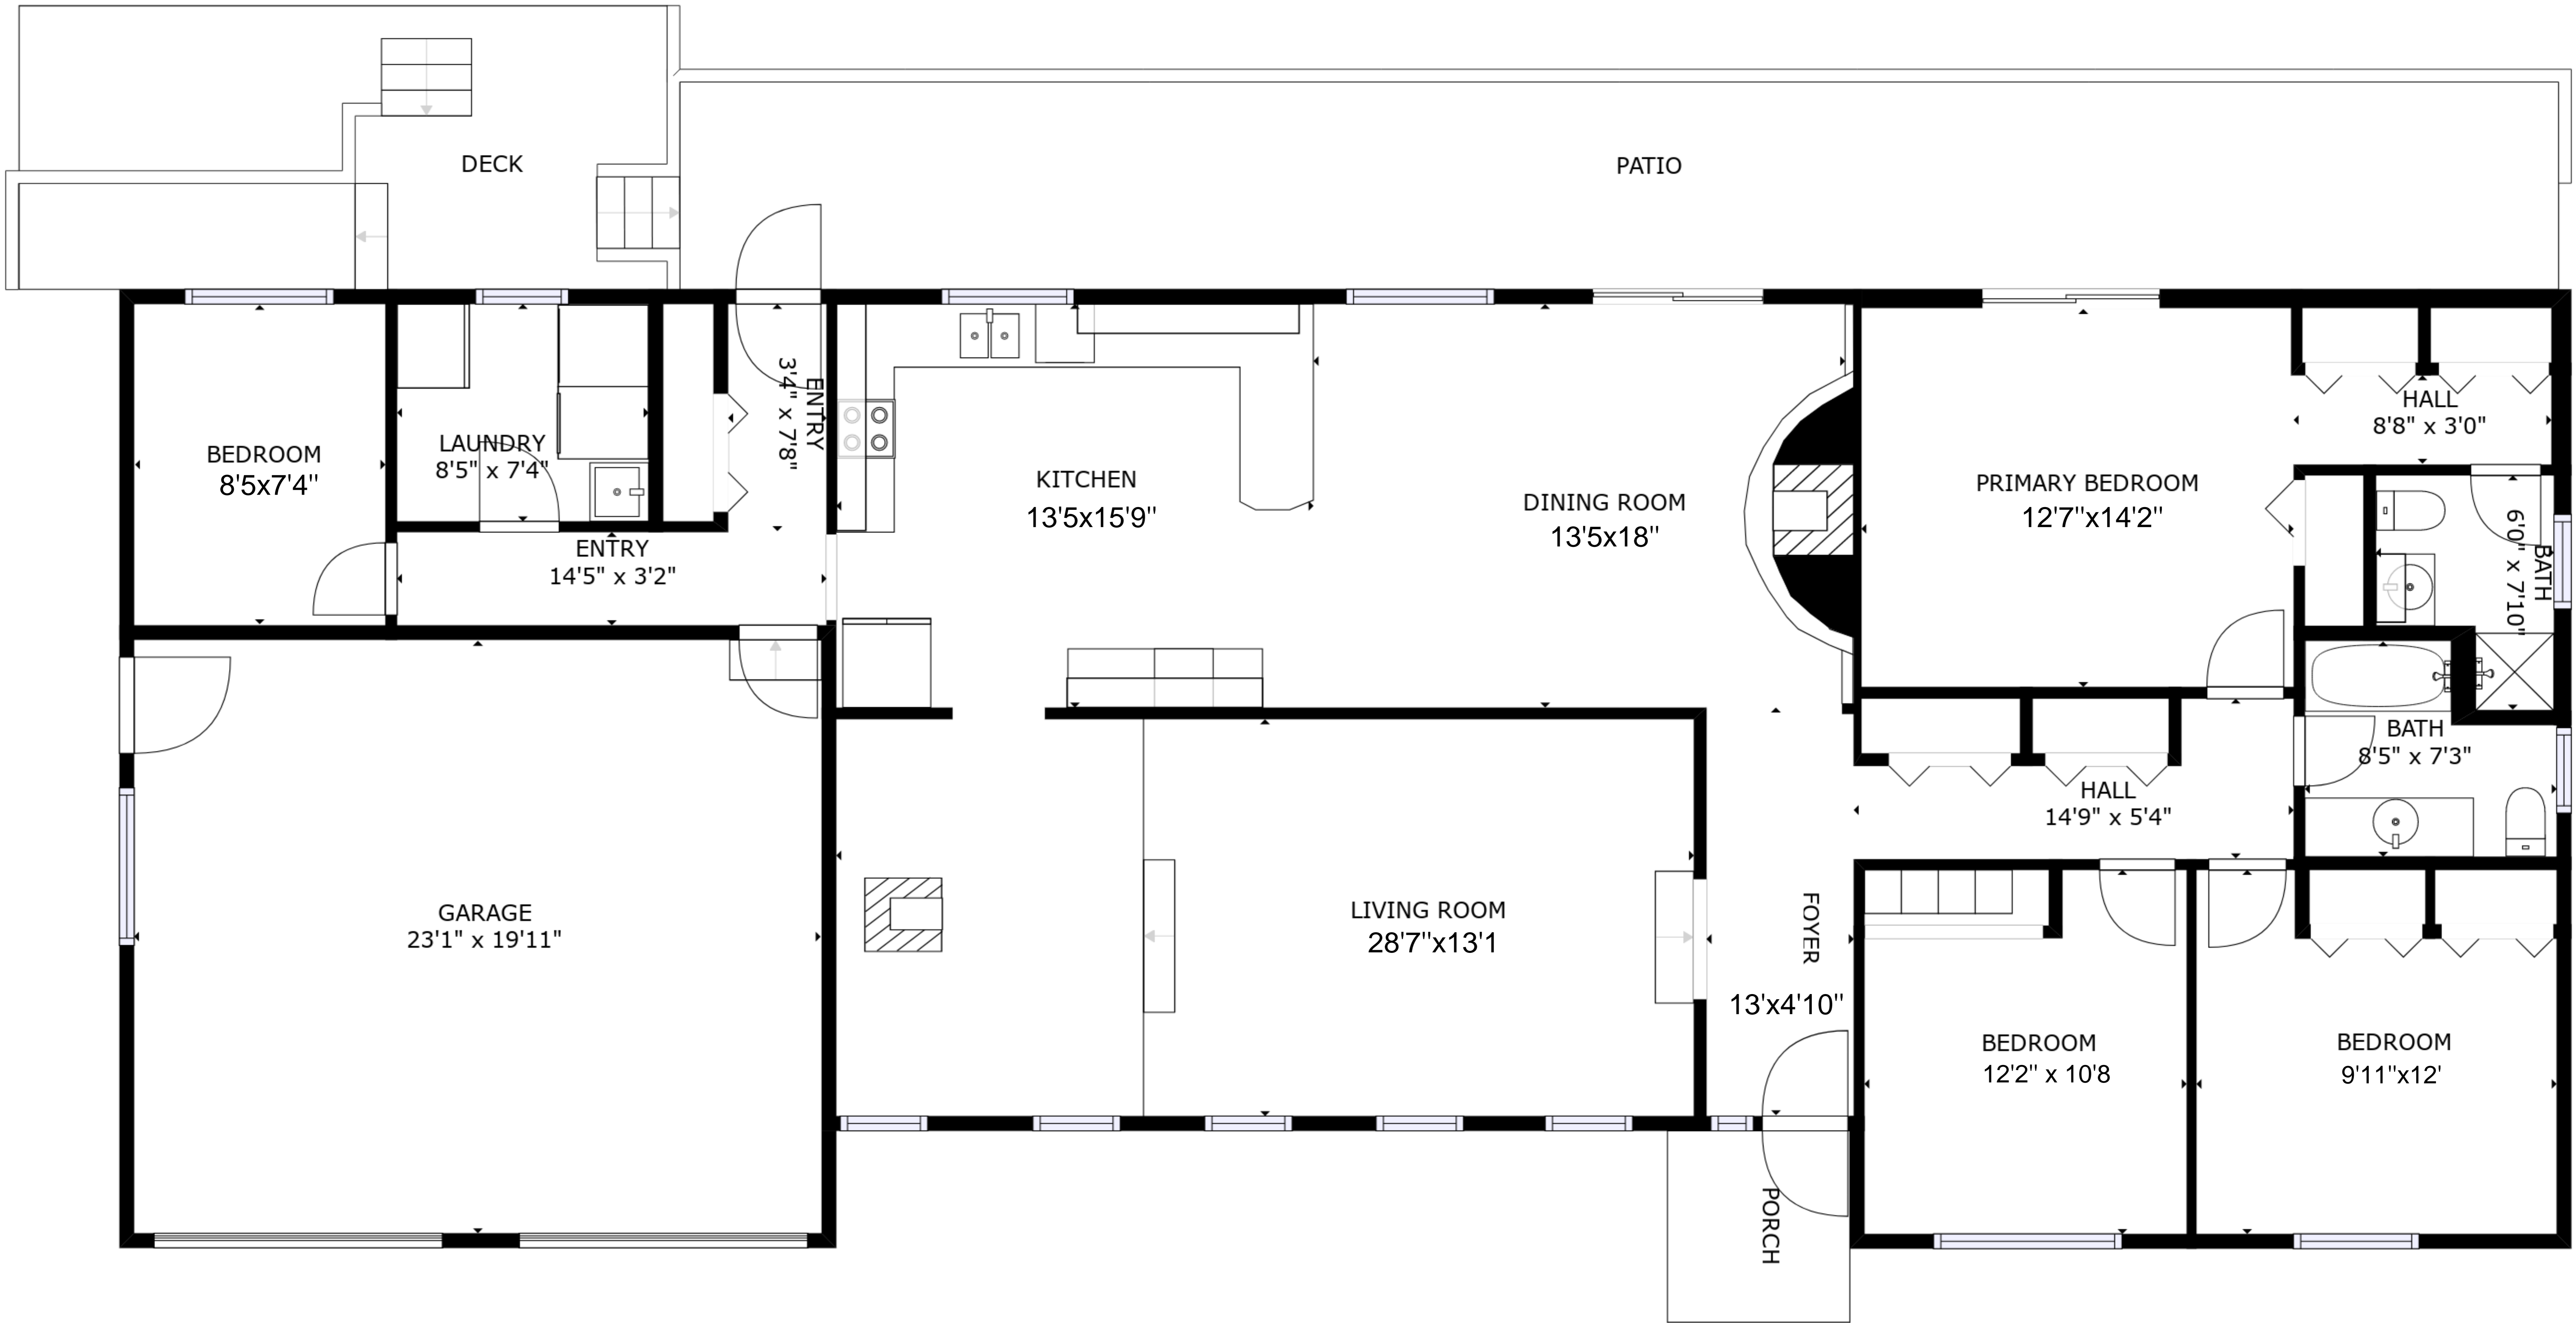 DECK
PATIO
BEDROOM
8'5x7'4"
LAUNDRY
8'5" x 7'4"
ENTRY
3'4" x 7'8"
ENTRY
14'5" x 3'2"
KITCHEN
13'5x15'9"
DINING ROOM
13'5x18"
PRIMARY BEDROOM
12'7"x14'2"
HALL
8'8" x 3'0"
BATH
6'0" x 7'10"
BATH
8'5" x 7'3"
HALL
14'9" x 5'4"
GARAGE
23'1" x 19'11"
LIVING ROOM
28'7"x13'1
FOYER
13'x4'10"
BEDROOM
12'2" x 10'8
BEDROOM
9'11"x12'
PORCH